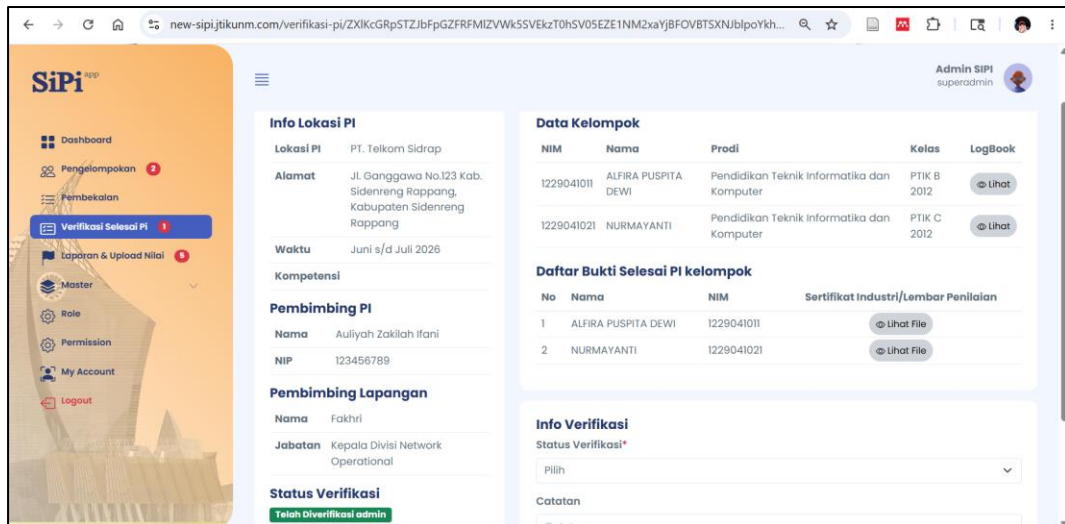 new-sipi.jtikunm.com/verifikasi-pi/ZXlKcGRpSTZJbFpGZFRFMlZVWk5SVEkzT0hSV05EZE1NM2xaYjBFOVBTSXNJblpoYkh...
SiPi app
Admin SIPI
superadmin
Dashboard
Pengelompokan 2
Pembekalan
Verifikasi Selesai Pi 1
Laporan & Upload Nilai 5
Master
Role
Permission
My Account
Logout
Info Lokasi PI
Lokasi PI PT. Telkom Sidrap
Alamat Jl. Ganggawa No.123 Kab.
Sidenreng Rappang,
Kabupaten Sidenreng
Rappang
Waktu Juni s/d Juli 2026
Kompetensi
Pembimbing PI
Nama Auliyah Zakilah Ifani
NIP 123456789
Pembimbing Lapangan
Nama Fakhri
Jabatan Kepala Divisi Network
Operational
Status Verifikasi
Telah Diverifikasi admin
Data Kelompok
NIM Nama Prodi Kelas LogBook
1229041011 ALFIRA PUSPITA DEWI Pendidikan Teknik Informatika dan Komputer PTIK B 2012 Lihat
1229041021 NURMAYANTI Pendidikan Teknik Informatika dan Komputer PTIK C 2012 Lihat
Daftar Bukti Selesai PI kelompok
No Nama NIM Sertifikat Industri/Lembar Penilaian
1 ALFIRA PUSPITA DEWI 1229041011 Lihat File
2 NURMAYANTI 1229041021 Lihat File
Info Verifikasi
Status Verifikasi*
Pilih
Catatan